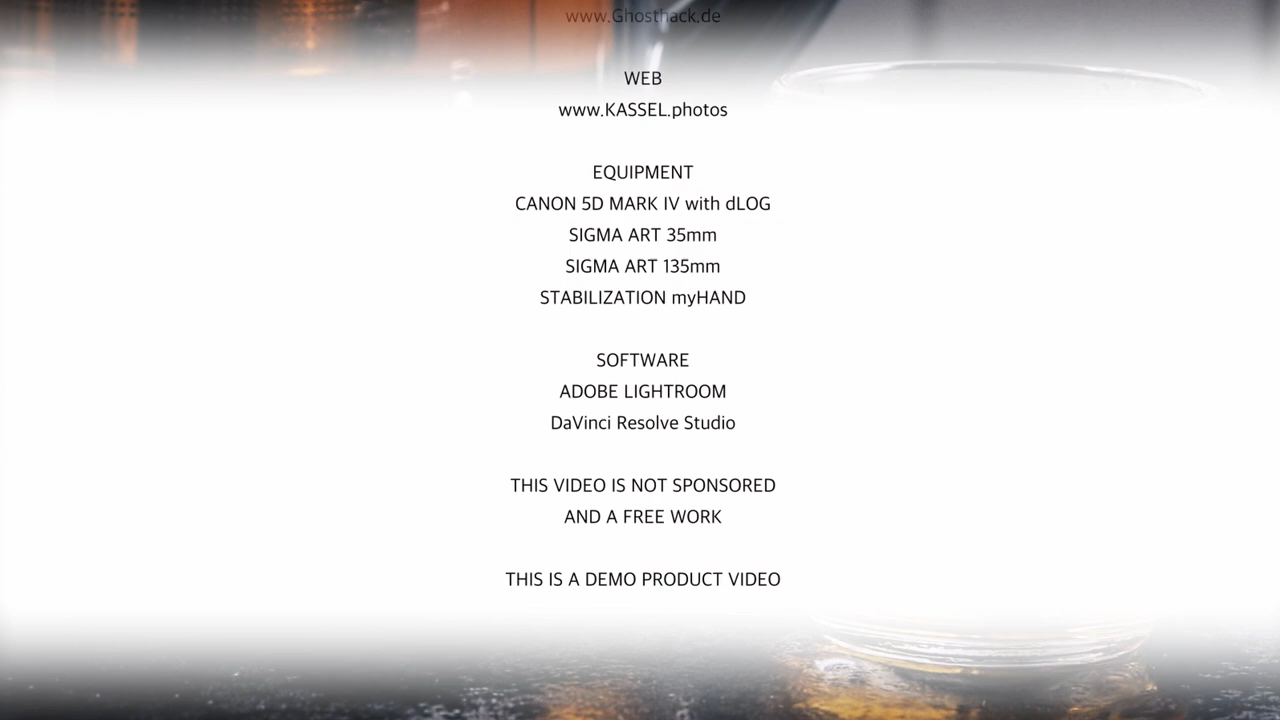 www.Ghosthack.de
WEB
www.KASSEL.photos
EQUIPMENT
CANON 5D MARK IV with dLOG
SIGMA ART 35mm
SIGMA ART 135mm
STABILIZATION myHAND
SOFTWARE
ADOBE LIGHTROOM
DaVinci Resolve Studio
THIS VIDEO IS NOT SPONSORED
AND A FREE WORK
THIS IS A DEMO PRODUCT VIDEO